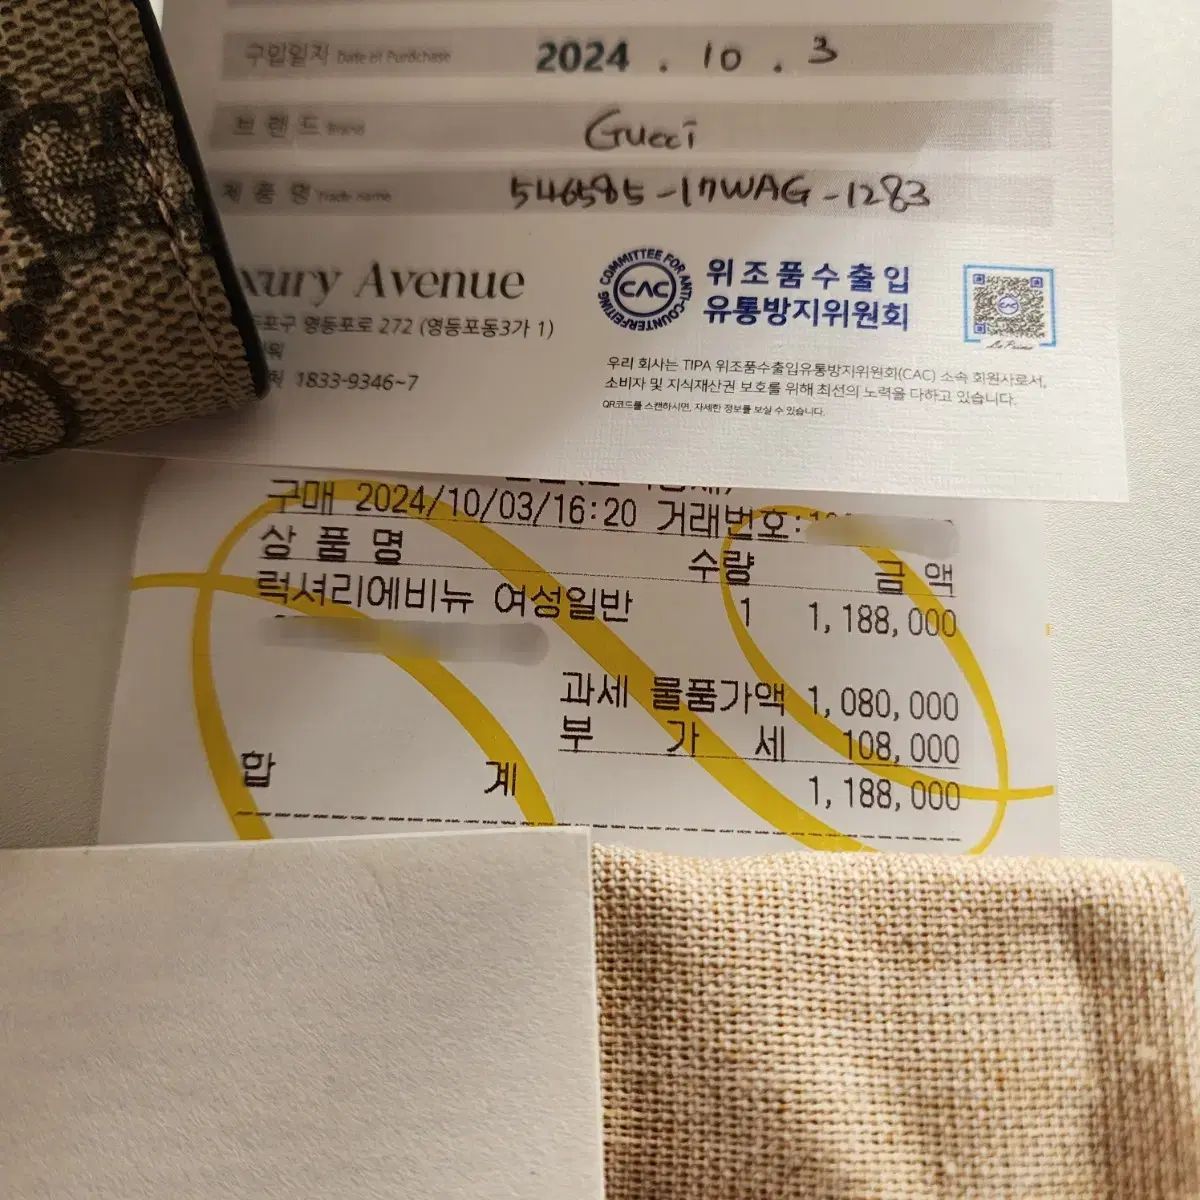 구입일자 Date of Purdchase 2024 . 10 . 3
브 랜 드 Brand Gucci
제 품 명 Trade name 546585-17WAG-1283
xury Avenue
등포구 영등포로 272 (영등포동3가 1)
1833-9346~7
COMMITTEE FOR ANTI-COUNTERFEITING
CAC
위조품수출입
유통방지위원회
우리 회사는 TIPA 위조품수출입유통방지위원회(CAC) 소속 회원사로서,
소비자 및 지식재산권 보호를 위해 최선의 노력을 다하고 있습니다.
QR코드를 스캔하시면, 자세한 정보를 보실 수 있습니다.
구매 2024/10/03/16:20 거래번호:
상 품 명 수량 금 액
럭셔리에비뉴 여성일반 1 1,188,000
과세 물품가액 1,080,000
부 가 세 108,000
합 계 1,188,000